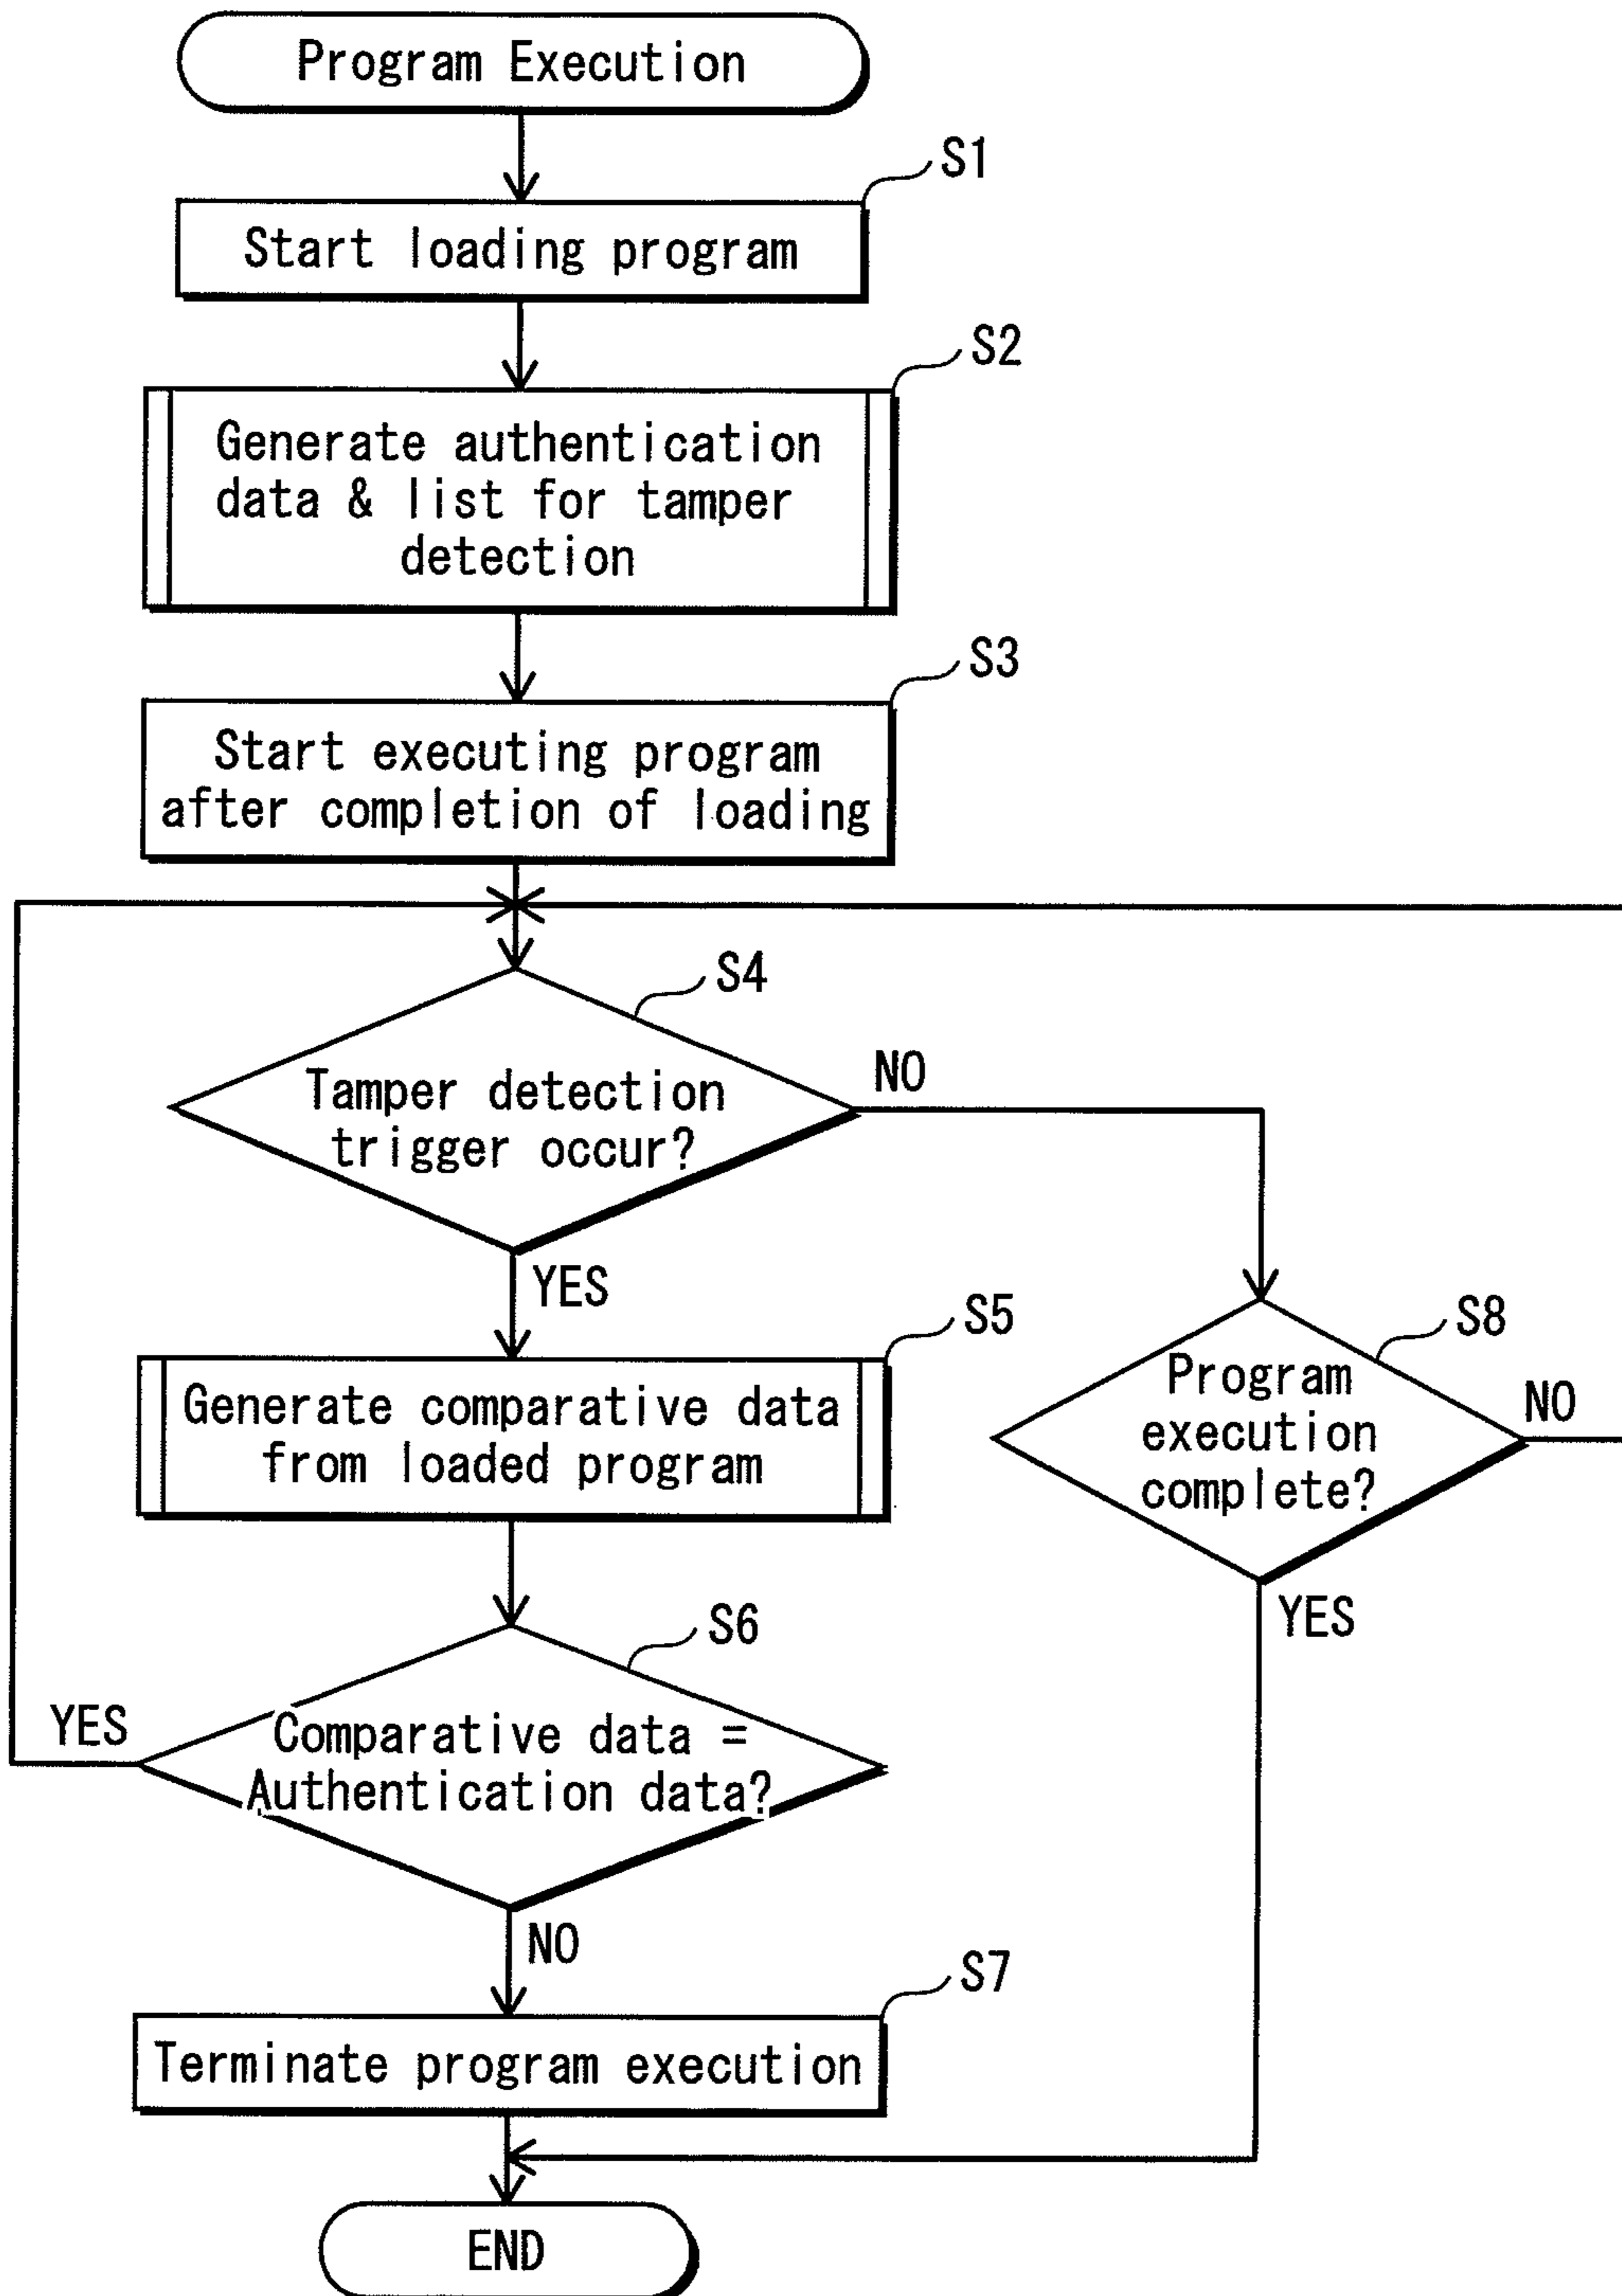 Program Execution
S1
Start loading program
S2
Generate authentication
data & list for tamper
detection
S3
Start executing program
after completion of loading
S4
Tamper detection
trigger occur?
NO
YES
S5
Generate comparative data
from loaded program
S8
Program
execution
complete?
NO
YES
S6
Comparative data =
Authentication data?
YES
NO
S7
Terminate program execution
END